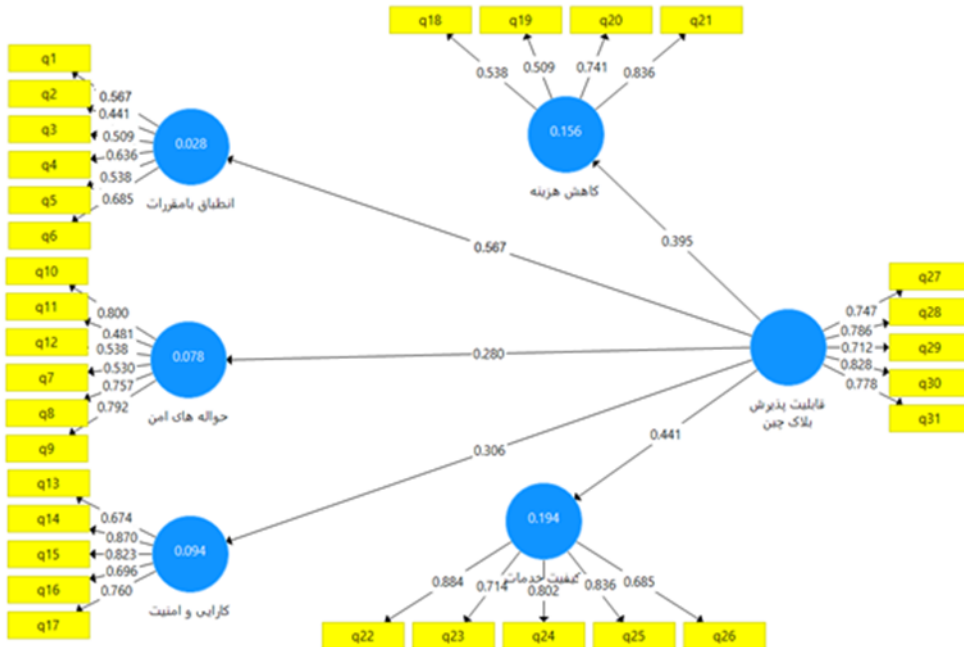 q18
q19
q20
q21
0.538
0.509
0.741
0.836
0.156
کاهش هزینه
q1
q2
q3
q4
q5
q6
0.567
0.441
0.509
0.636
0.538
0.685
0.028
انطباق بامقررات
0.567
0.395
q10
q11
q12
q7
q8
q9
0.800
0.481
0.538
0.530
0.757
0.792
0.078
حواله های امن
0.280
قابلیت پذیرش
بلاک چین
0.747
0.786
0.712
0.828
0.778
q27
q28
q29
q30
q31
0.306
0.441
q13
q14
q15
q16
q17
0.674
0.870
0.823
0.696
0.760
0.094
کارایی و امنیت
0.194
کیفیت خدمات
0.884
0.714
0.802
0.836
0.685
q22
q23
q24
q25
q26